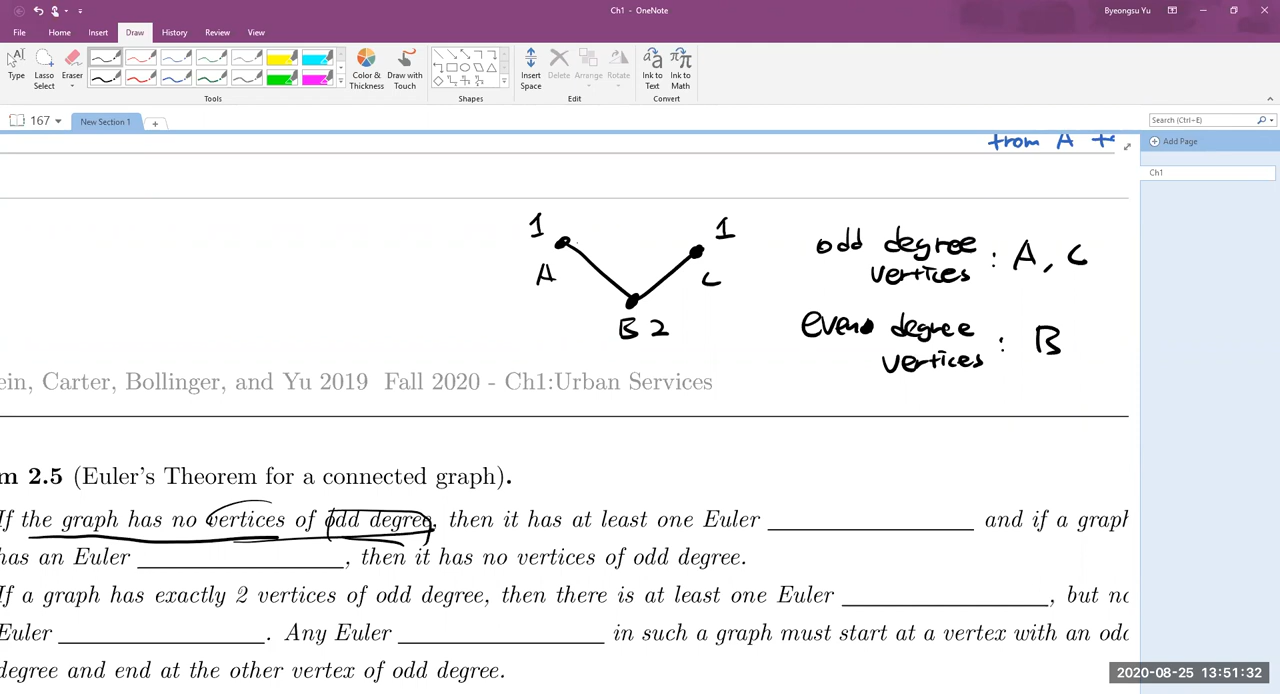 Ch1 - OneNote
Byeongsu Yu
File Home Insert Draw History Review View
Type
Lasso Select
Eraser
Color & Thickness
Draw with Touch
Insert Space
Delete
Arrange
Rotate
Ink to Text
Ink to Math
Tools
Shapes
Edit
Convert
167
New Section 1
Search (Ctrl+E)
Add Page
Ch1
from A
1
1
A
C
B 2
odd degree
vertices : A, C
even degree
vertices : B
ein, Carter, Bollinger, and Yu 2019 Fall 2020 - Ch1:Urban Services
m 2.5 (Euler's Theorem for a connected graph).
If the graph has no vertices of odd degree, then it has at least one Euler ____________ and if a graph
has an Euler ____________, then it has no vertices of odd degree.
If a graph has exactly 2 vertices of odd degree, then there is at least one Euler ____________, but no
Euler ____________. Any Euler ____________ in such a graph must start at a vertex with an odd
degree and end at the other vertex of odd degree.
2020-08-25 13:51:32